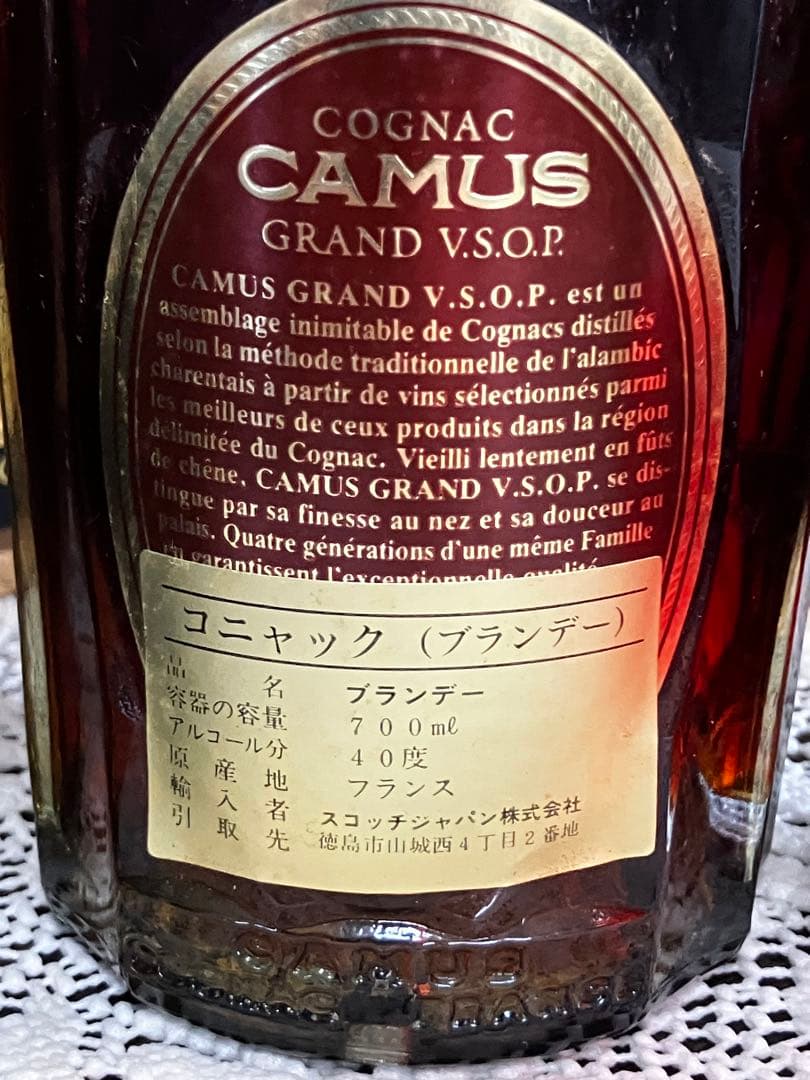 COGNAC
CAMUS
GRAND V.S.O.P.
CAMUS GRAND V.S.O.P. est un
assemblage inimitable de Cognacs distillés
selon la méthode traditionnelle de l'alambic
charentais à partir de vins sélectionnés parmi
les meilleurs de ceux produits dans la région
délimitée du Cognac. Vieilli lentement en fûts
de chêne, CAMUS GRAND V.S.O.P. se dis-
tingue par sa finesse au nez et sa douceur au
palais. Quatre générations d'une même Famille
garantissent l'exceptionnelle qualité
コニャック（ブランデー）
品名 ブランデー
容器の容量 700㎖
アルコール分 40度
原産地 フランス
輸入者 スコッチジャパン株式会社
引取先 徳島市山城西4丁目2番地
CAMUS